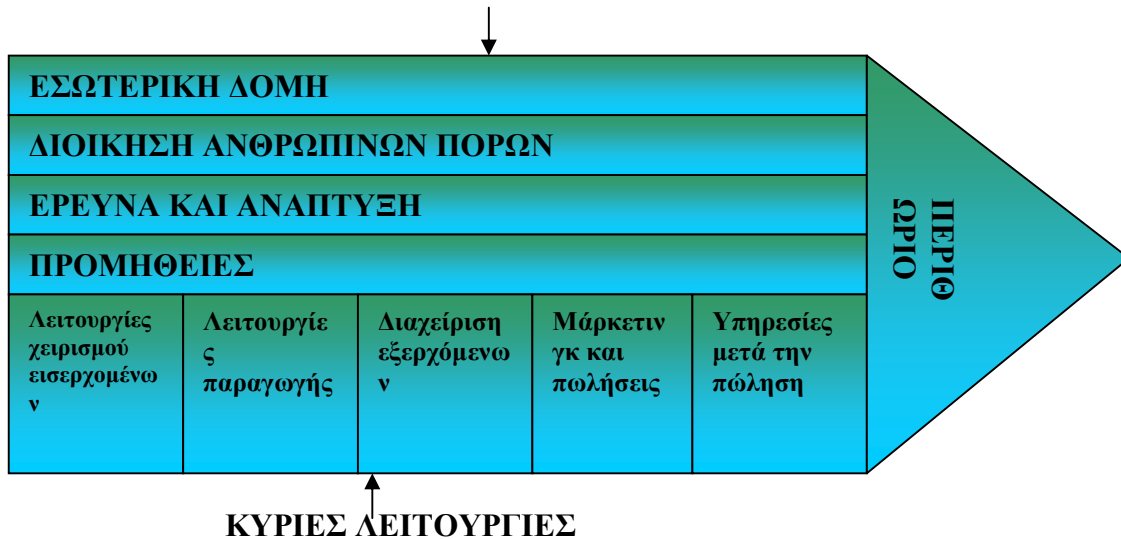 ΕΣΩΤΕΡΙΚΗ ΔΟΜΗ
ΔΙΟΙΚΗΣΗ ΑΝΘΡΩΠΙΝΩΝ ΠΟΡΩΝ
ΕΡΕΥΝΑ ΚΑΙ ΑΝΑΠΤΥΞΗ
ΠΡΟΜΗΘΕΙΕΣ
Λειτουργίες
χειρισμού
εισερχομένω
ν
Λειτουργίε
ς
παραγωγής
Διαχείριση
εξερχόμενω
ν
Μάρκετιν
γκ και
πωλήσεις
Υπηρεσίες
μετά την
πώληση
ΠΕΡΙΘ
ΩΡΙΟ
ΚΥΡΙΕΣ ΛΕΙΤΟΥΡΓΙΕΣ